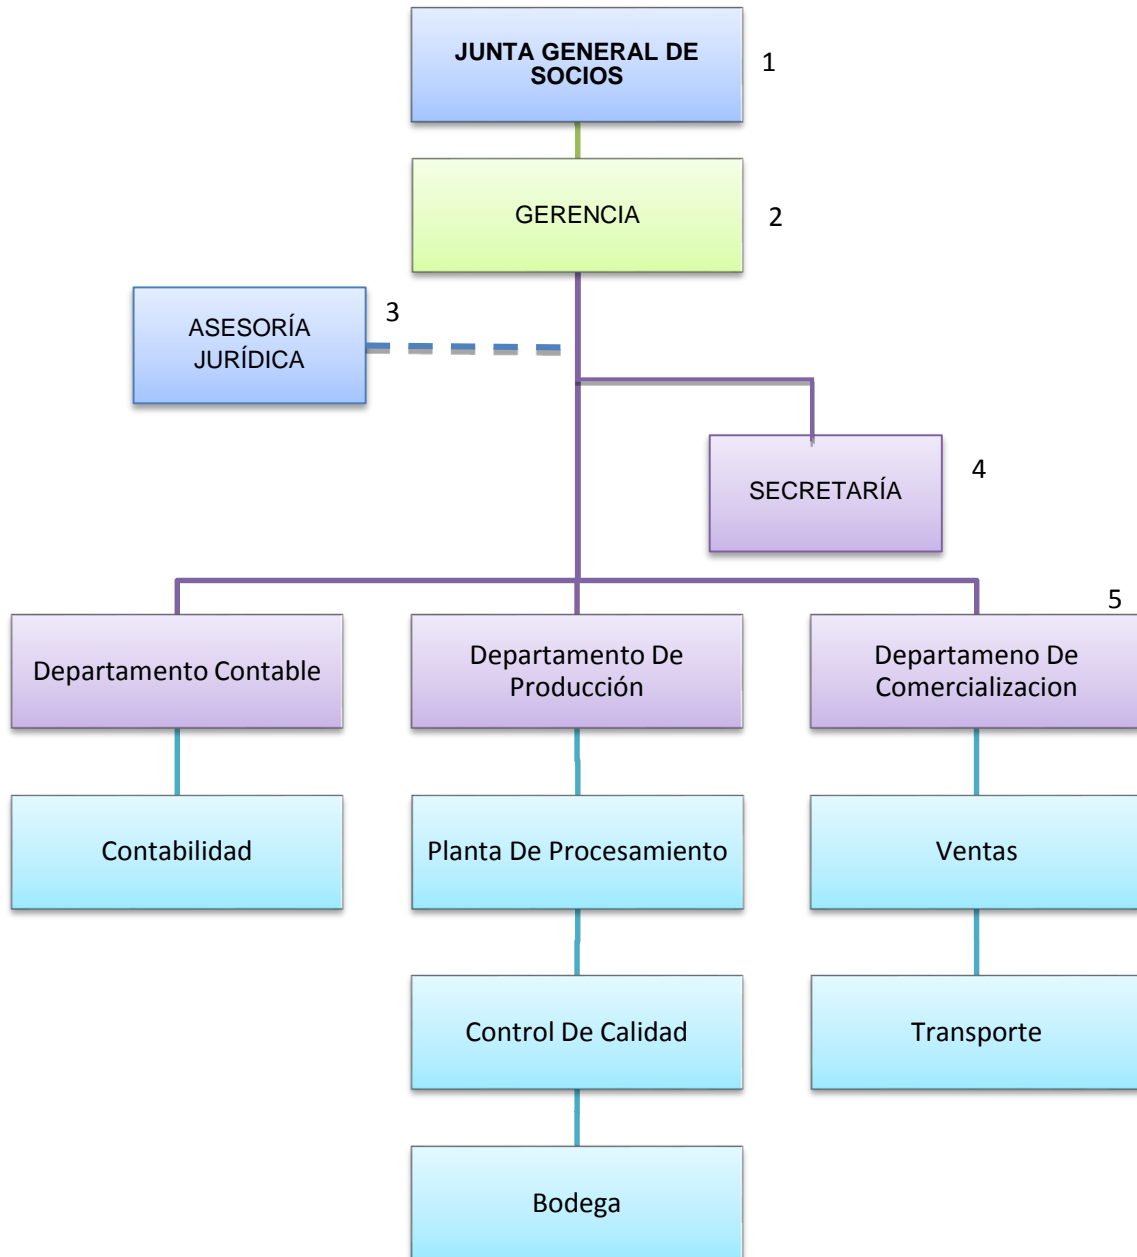 JUNTA GENERAL DE
SOCIOS
1
GERENCIA
2
ASESORÍA
JURÍDICA
3
SECRETARÍA
4
5
Departamento Contable
Departamento De
Producción
Departameno De
Comercializacion
Contabilidad
Planta De Procesamiento
Ventas
Control De Calidad
Transporte
Bodega